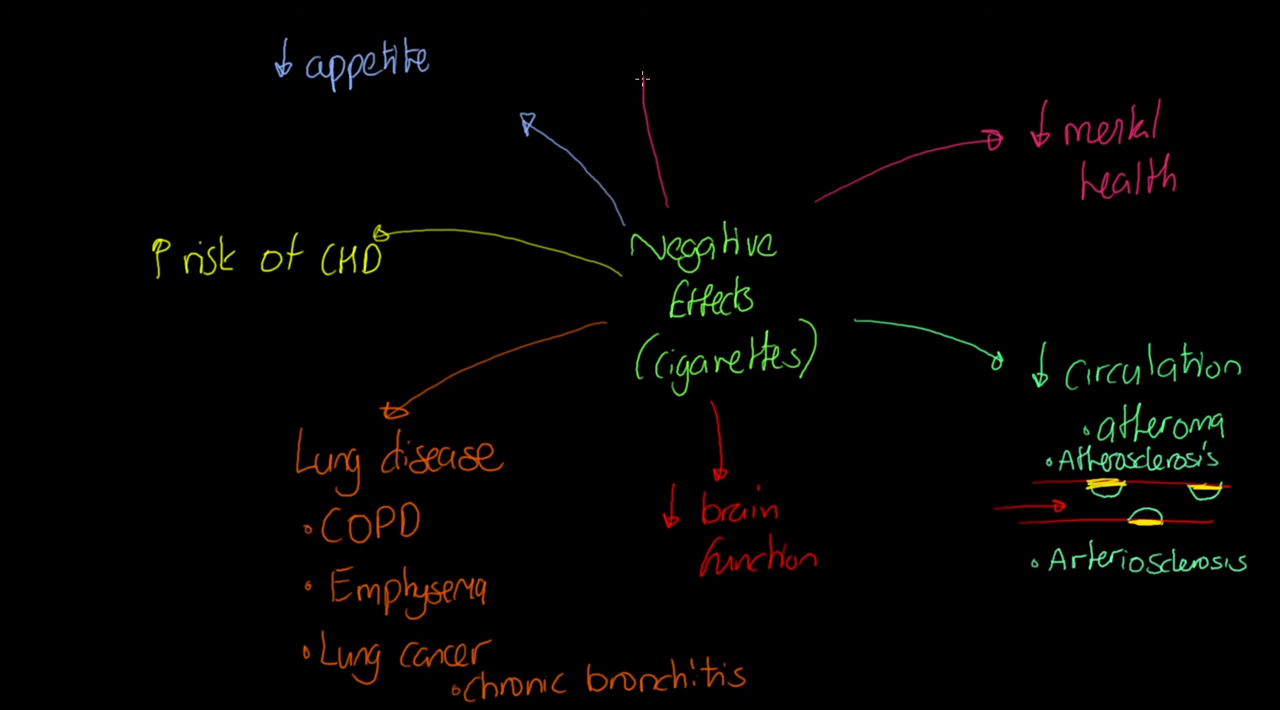 ↓ appetite
↓ mental
health
↑ risk of CHD
Negative
Effects
(cigarettes)
↓ circulation
• atheroma
• Atherosclerosis
• Arteriosclerosis
Lung disease
• COPD
• Emphysema
• Lung cancer
• Chronic bronchitis
↓ brain
function